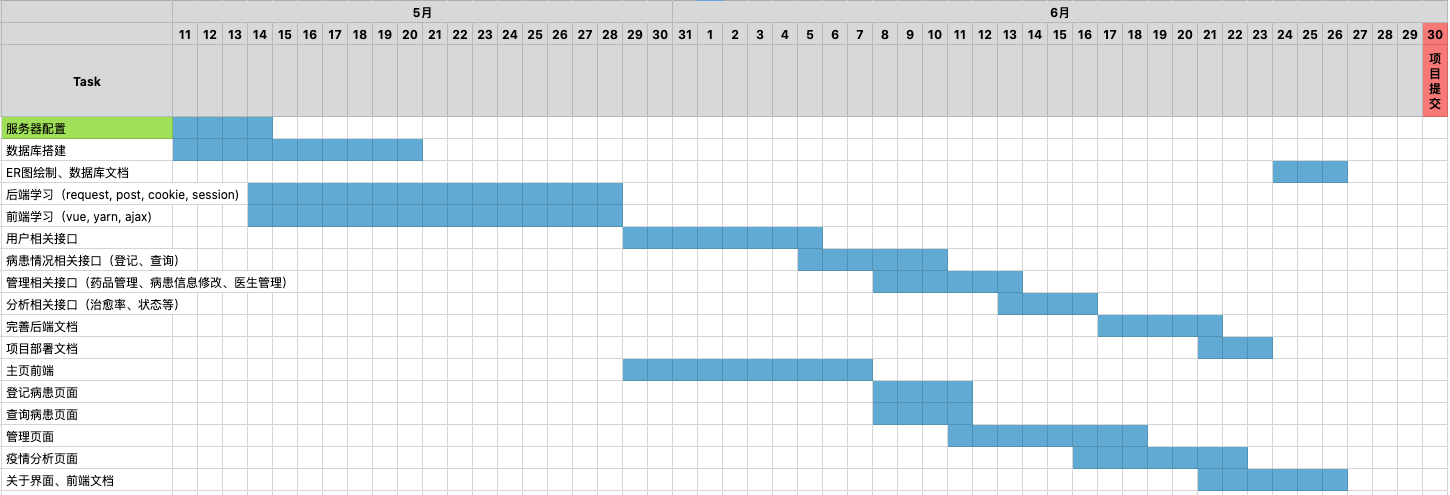 5月 6月
11 12 13 14 15 16 17 18 19 20 21 22 23 24 25 26 27 28 29 30 31 1 2 3 4 5 6 7 8 9 10 11 12 13 14 15 16 17 18 19 20 21 22 23 24 25 26 27 28 29 30
Task
项
目
提
交
服务器配置
数据库搭建
ER图绘制、数据库文档
后端学习（request, post, cookie, session)
前端学习（vue, yarn, ajax)
用户相关接口
病患情况相关接口（登记、查询）
管理相关接口（药品管理、病患信息修改、医生管理）
分析相关接口（治愈率、状态等）
完善后端文档
项目部署文档
主页前端
登记病患页面
查询病患页面
管理页面
疫情分析页面
关于界面、前端文档